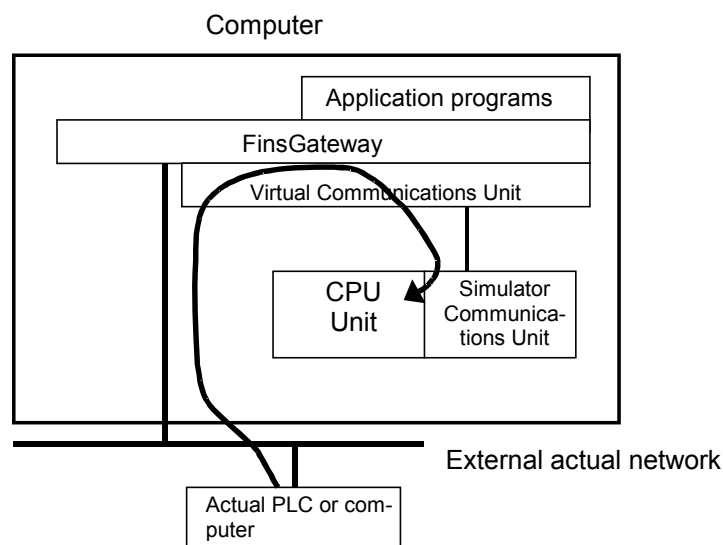 Computer
Application programs
FinsGateway
Virtual Communications Unit
CPU
Unit
Simulator
Communica-
tions Unit
External actual network
Actual PLC or com-
puter